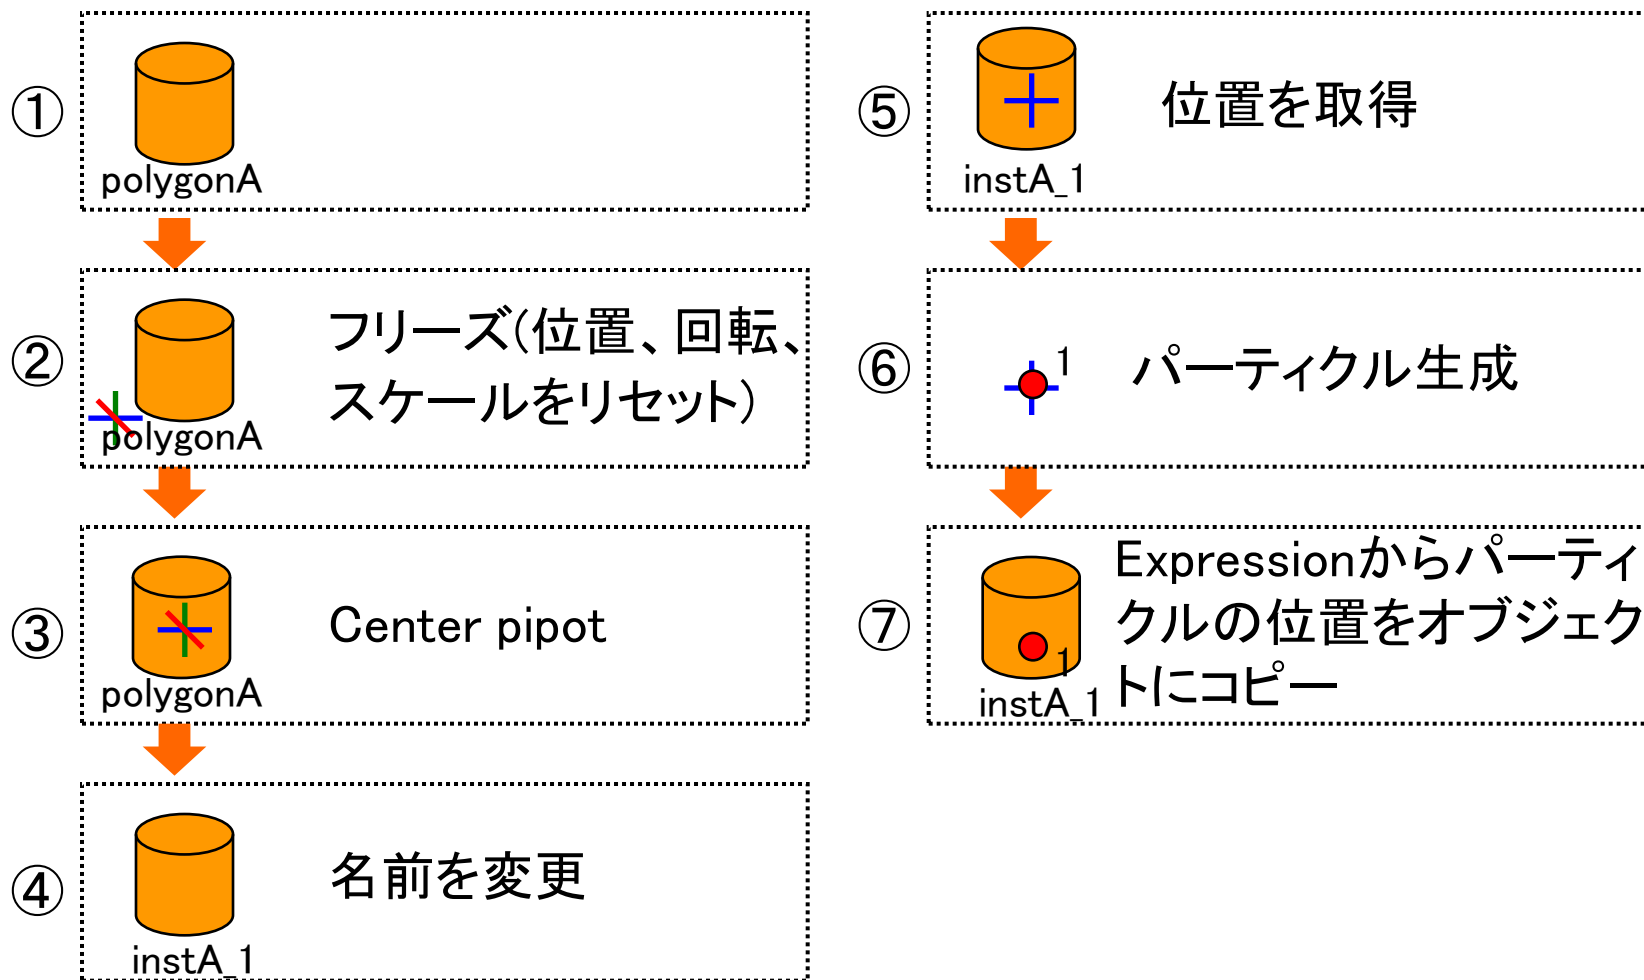 ①
polygonA
②
フリーズ(位置、回転、
スケールをリセット)
polygonA
③
Center pipot
polygonA
④
名前を変更
instA_1
⑤
位置を取得
instA_1
⑥
1
パーティクル生成
⑦
Expressionからパーティ
クルの位置をオブジェク
トにコピー
1
instA_1